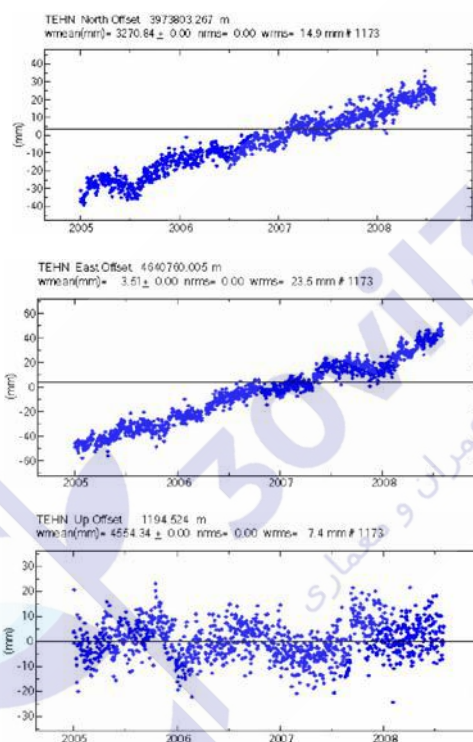 TEHN North Offset 3973803.267 m
wmean(mm)= 3270.84 ± 0.00 nrms= 0.00 wrms= 14.9 mm # 1173
40
30
20
10
0
-10
-20
-30
-40
(mm)
2005 2006 2007 2008
TEHN East Offset 4640760.005 m
wmean(mm)= 3.51 ± 0.00 nrms= 0.00 wrms= 23.5 mm # 1173
60
40
20
0
-20
-40
-60
(mm)
2005 2006 2007 2008
TEHN Up Offset 1194.524 m
wmean(mm)= 4554.34 ± 0.00 nrms= 0.00 wrms= 7.4 mm # 1173
30
20
10
0
-10
-20
-30
(mm)
2005 2006 2007 2008
30vil
عمران و معماری